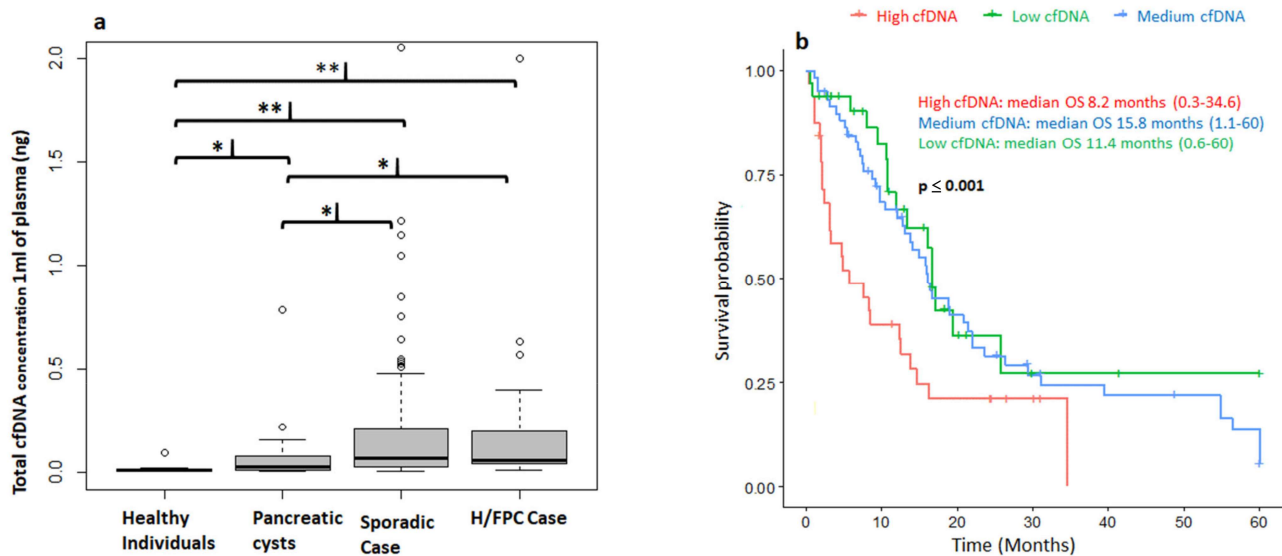 a
Total cfDNA concentration 1ml of plasma (ng)
2.0
1.5
1.0
0.5
0.0
**
**
*
*
*
Healthy
Individuals
Pancreatic
cysts
Sporadic
Case
H/FPC Case
High cfDNA
Low cfDNA
Medium cfDNA
b
High cfDNA: median OS 8.2 months (0.3-34.6)
Medium cfDNA: median OS 15.8 months (1.1-60)
Low cfDNA: median OS 11.4 months (0.6-60)
p ≤ 0.001
Survival probability
1.00
0.75
0.50
0.25
0.00
0 10 20 30 40 50 60
Time (Months)